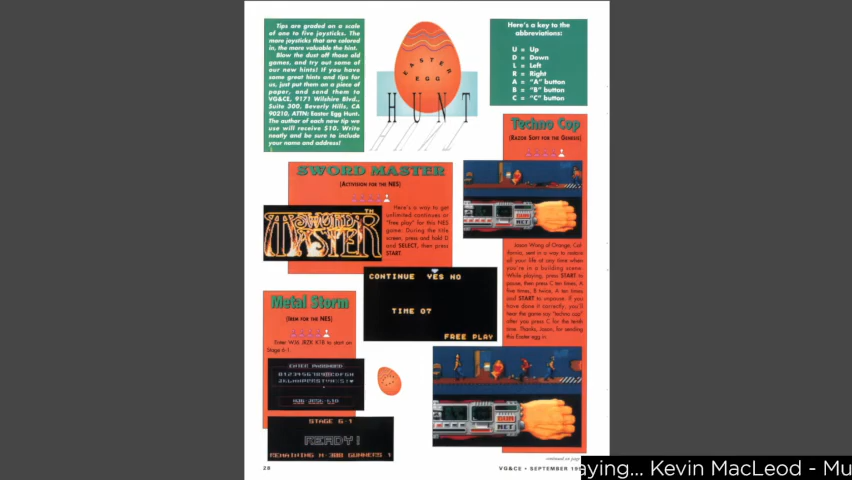 Tips are graded on a scale
of one to five joysticks. The
more joysticks that are colored
in, the more valuable the hint.
Blow the dust off those old
games, and try out some of
our new hints! If you have
some great hints and tips for
us, just put them on a piece of
paper, and send them to
VG&CE, 9171 Wilshire Blvd.,
Suite 300, Beverly Hills, CA
90210, ATTN: Easter Egg Hunt.
The author of each new tip we
use will receive $10. Write
neatly and be sure to include
your name and address!
EASTER
EGG
HUNT
Here's a key to the
abbreviations:
U = Up
D = Down
L = Left
R = Right
A = "A" button
B = "B" button
C = "C" button
SWORD MASTER
(ACTIVISION FOR THE NES)
SWORD
MASTER
TM
Here's a way to get
unlimited continues or
"free play" for this NES
game. During the title
screen, press and hold D
and SELECT, then press
START.
CONTINUE YES NO
TIME 07
FREE PLAY
Metal Storm
(IREM FOR THE NES)
Stage 6-1.
ENTER PASSWORD
STAGE 6-1
READY!
REMAINING M-308 GUNNERS 1
Techno Cop
(RAZOR SOFT FOR THE GENESIS)
Jason Wong of Orange, Cali-
fornia, sent in a way to restore
all your life at any time when
you're in a building scene.
While playing, press START to
pause, then press C ten times, A
five times, B twice, A ten times
and START to unpause. If you
have done it correctly, you'll
hear the game say "techno cop"
after you press C for the tenth
time. Thanks, Jason, for sending
this Easter egg in.
continued on page
28
VG&CE • SEPTEMBER 19
aying... Kevin MacLeod - Mu